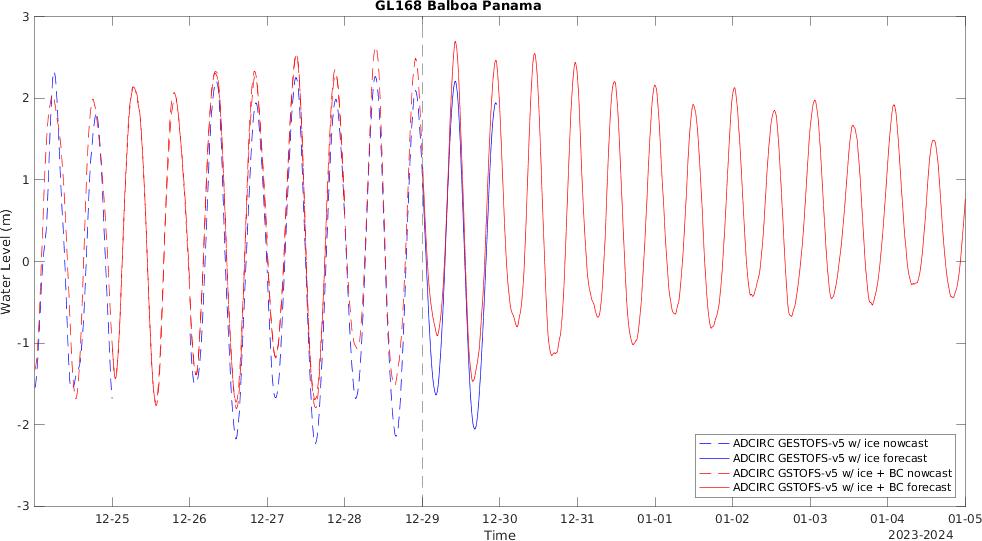 GL168 Balboa Panama
3
2
1
0
-1
-2
-3
Water Level (m)
ADCIRC GESTOFS-v5 w/ ice nowcast
ADCIRC GESTOFS-v5 w/ ice forecast
ADCIRC GSTOFS-v5 w/ ice + BC nowcast
ADCIRC GSTOFS-v5 w/ ice + BC forecast
12-25 12-26 12-27 12-28 12-29 12-30 12-31 01-01 01-02 01-03 01-04 01-05
Time
2023-2024